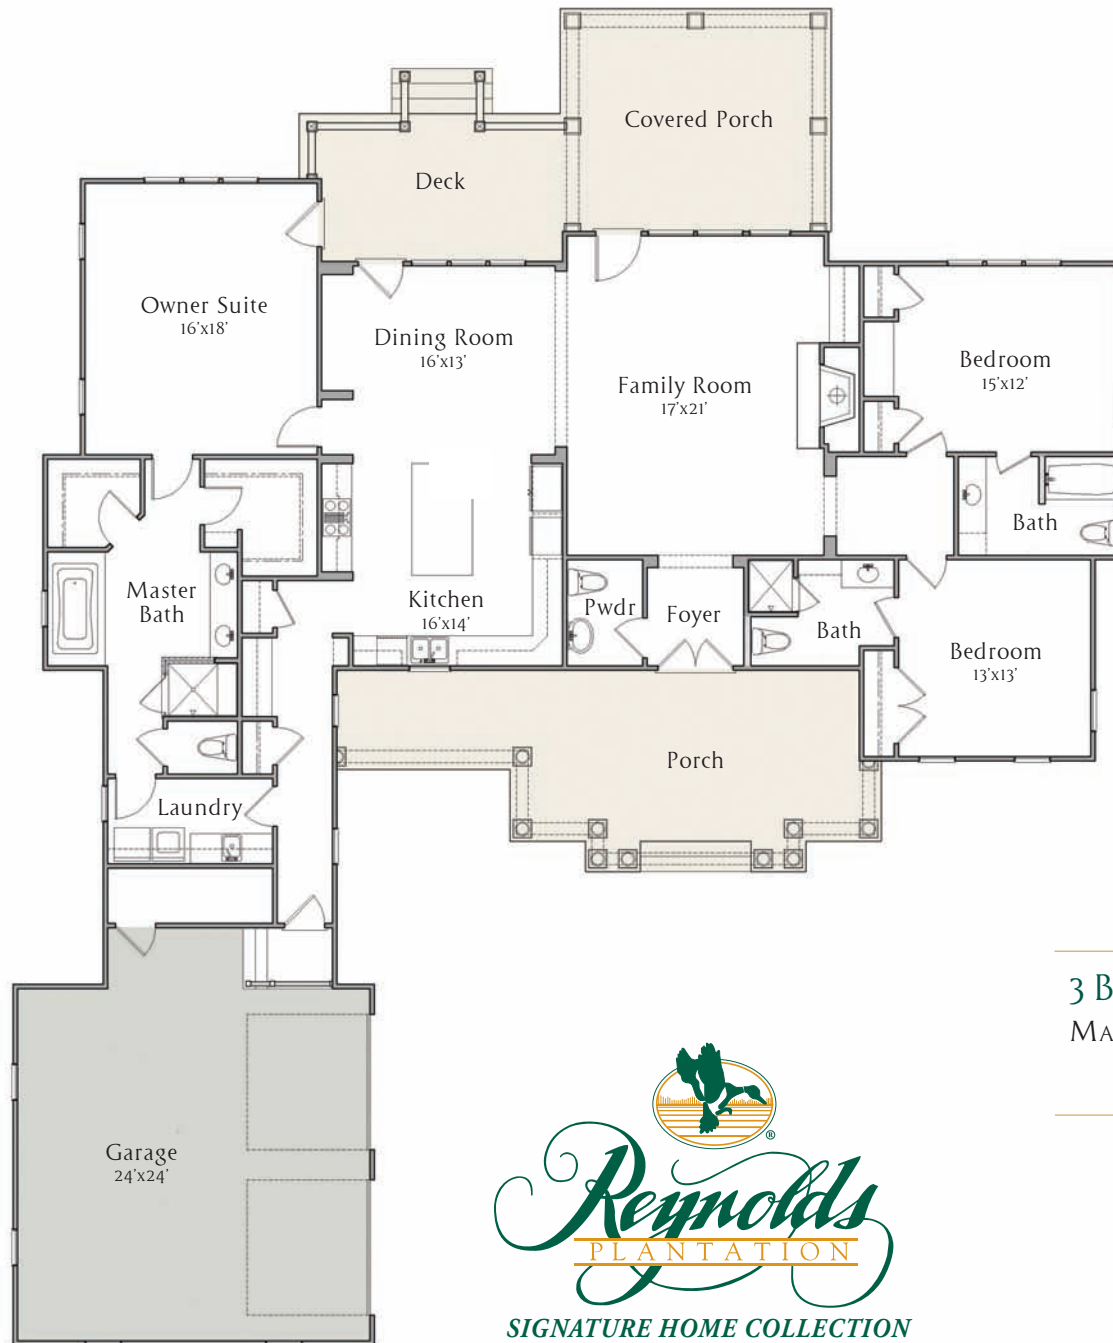 Covered Porch
Deck
Owner Suite
16'x18'
Dining Room
16'x13'
Family Room
17'x21'
Bedroom
15'x12'
Bath
Master
Bath
Kitchen
16'x14'
Pwdr
Foyer
Bath
Bedroom
13'x13'
Porch
Laundry
3 B
Ma
Garage
24'x24'
®
Reynolds
PLANTATION
SIGNATURE HOME COLLECTION